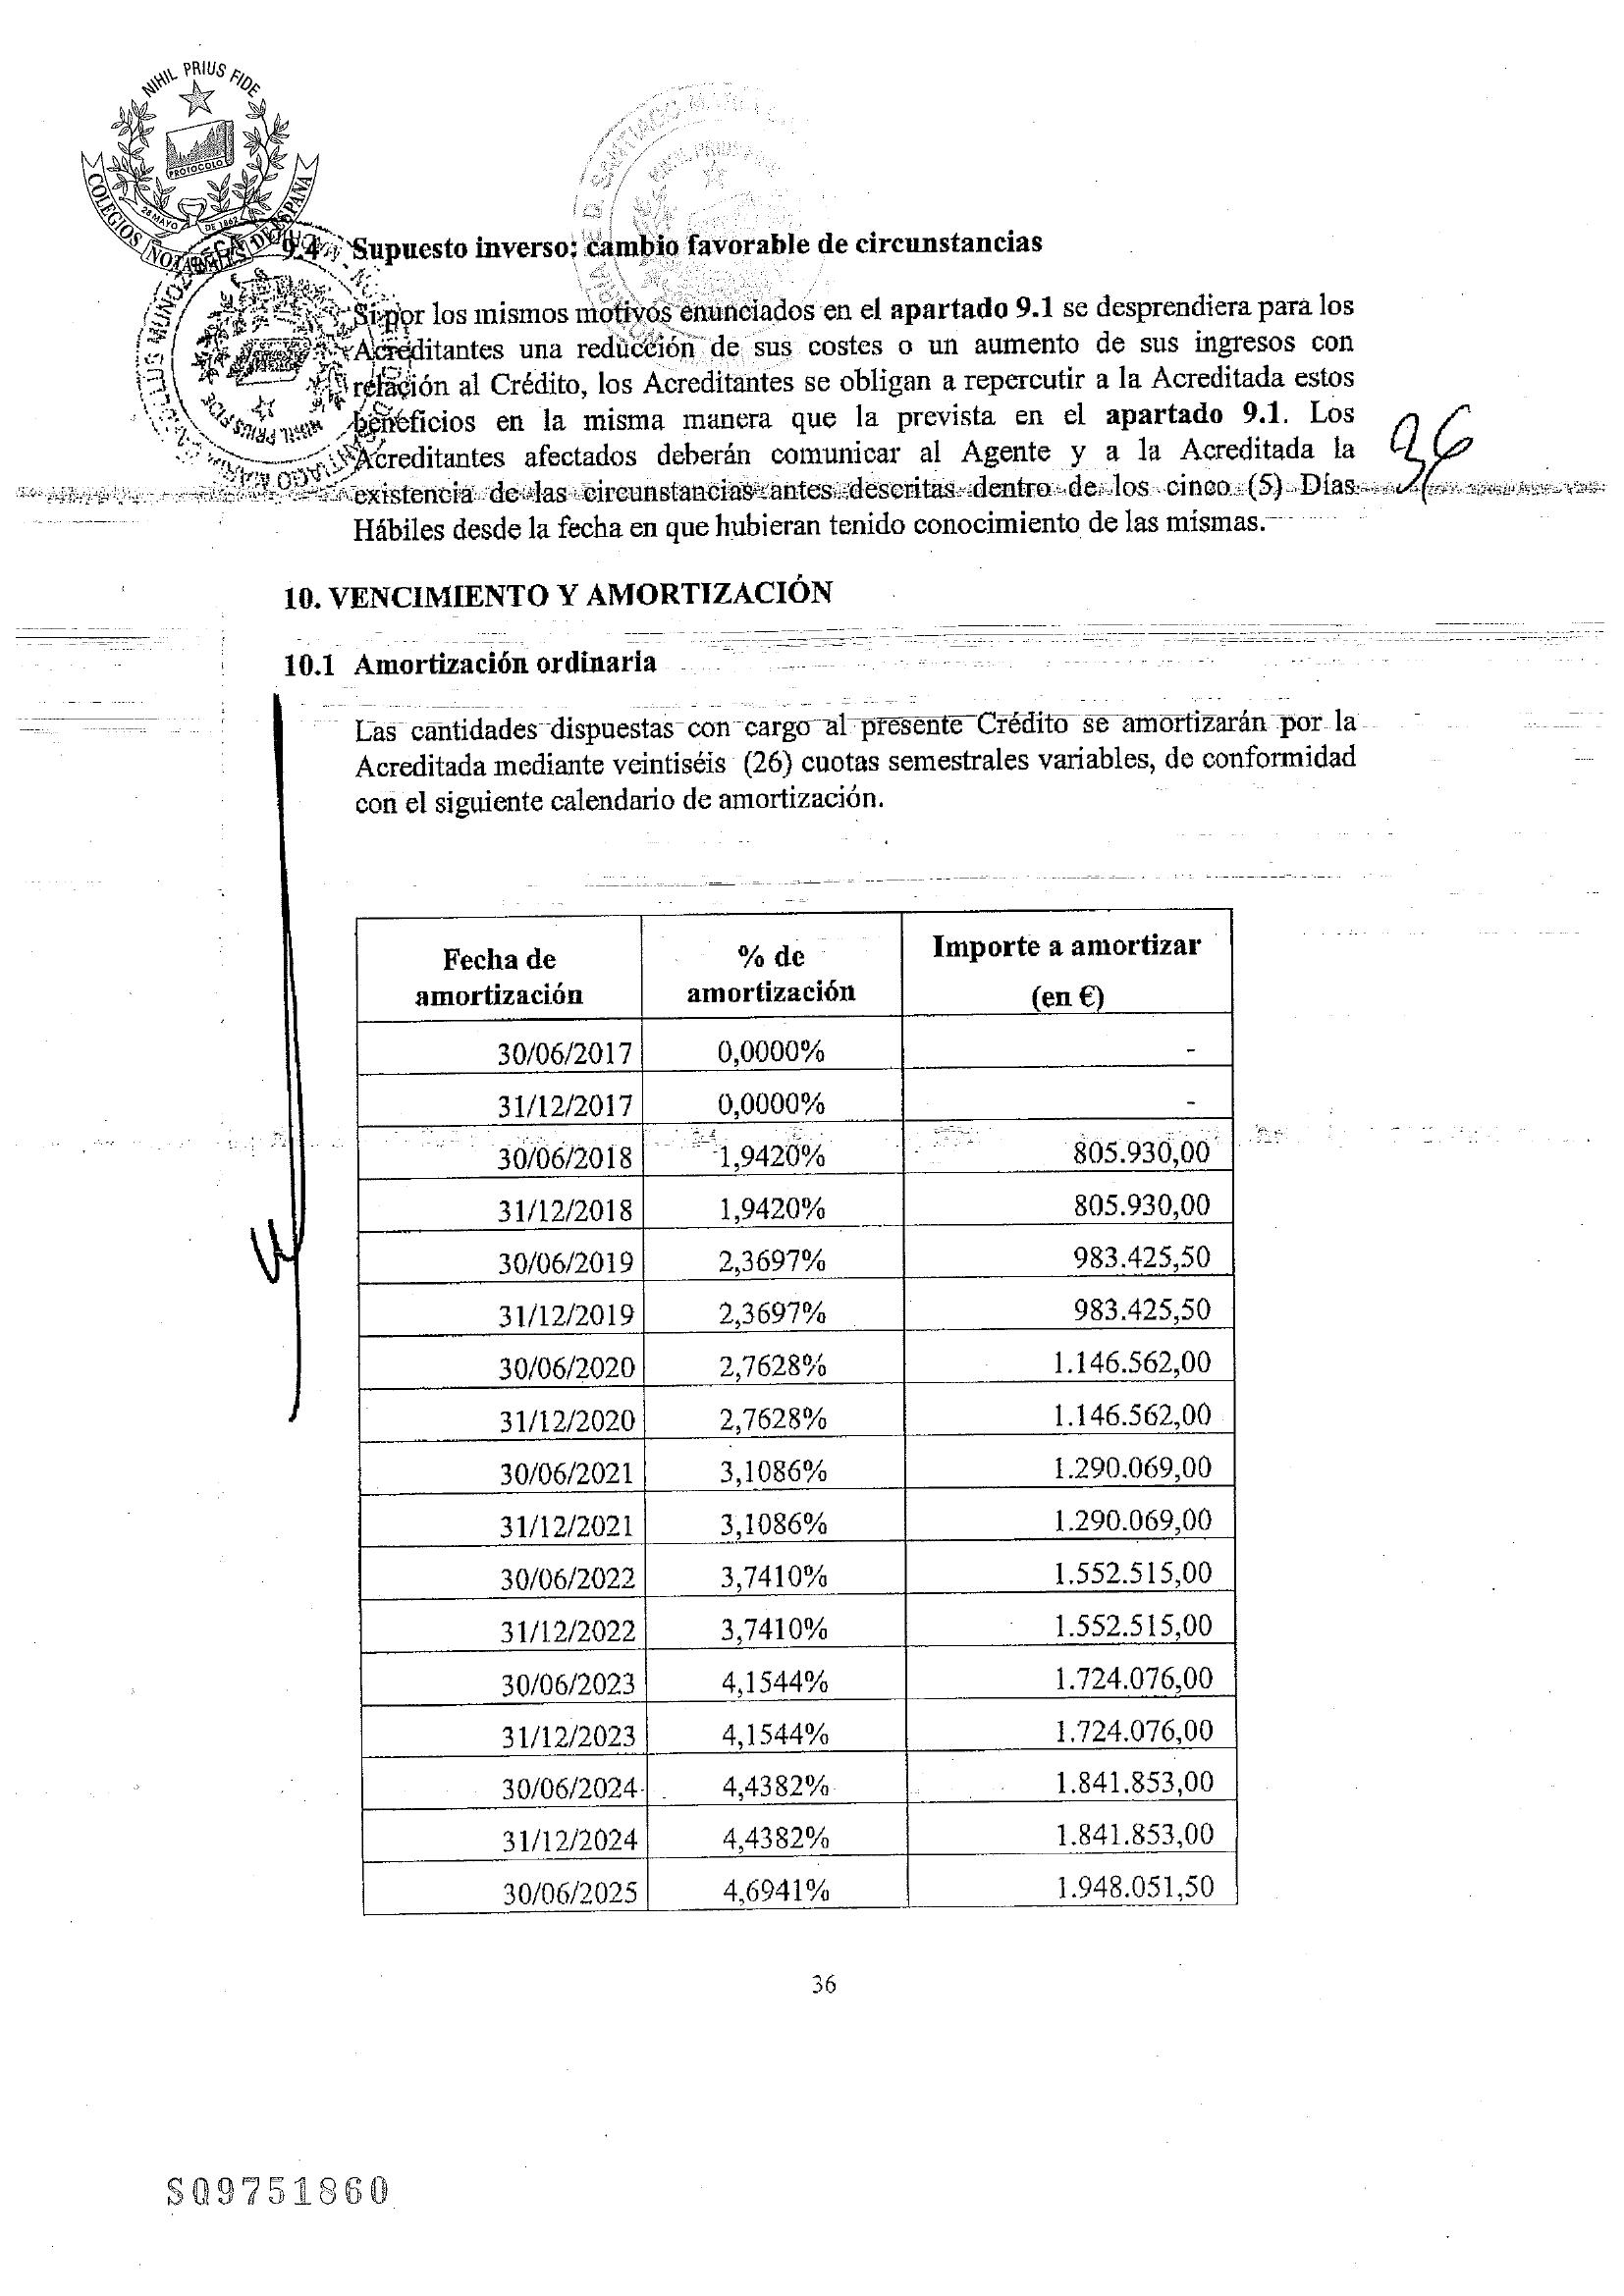 NIHIL PRIUS FIDE
PROTOCOLO
28 MAYO DE 1862
COLEGIOS NOTARIALES DE ESPAÑA
SANTIAGO
NIHIL PRIUS FIDE
9.4 Supuesto inverso: cambio favorable de circunstancias
Si por los mismos motivos enunciados en el apartado 9.1 se desprendiera para los
Acreditantes una reducción de sus costes o un aumento de sus ingresos con
relación al Crédito, los Acreditantes se obligan a repercutir a la Acreditada estos
beneficios en la misma manera que la prevista en el apartado 9.1. Los
Acreditantes afectados deberán comunicar al Agente y a la Acreditada la
existencia de las circunstancias antes descritas dentro de los cinco (5) Días
Hábiles desde la fecha en que hubieran tenido conocimiento de las mismas.
36
10. VENCIMIENTO Y AMORTIZACIÓN
10.1 Amortización ordinaria
Las cantidades dispuestas con cargo al presente Crédito se amortizarán por la
Acreditada mediante veintiséis (26) cuotas semestrales variables, de conformidad
con el siguiente calendario de amortización.
Fecha de amortización % de amortización Importe a amortizar (en €)
30/06/2017 0,0000% -
31/12/2017 0,0000% -
30/06/2018 1,9420% 805.930,00
31/12/2018 1,9420% 805.930,00
30/06/2019 2,3697% 983.425,50
31/12/2019 2,3697% 983.425,50
30/06/2020 2,7628% 1.146.562,00
31/12/2020 2,7628% 1.146.562,00
30/06/2021 3,1086% 1.290.069,00
31/12/2021 3,1086% 1.290.069,00
30/06/2022 3,7410% 1.552.515,00
31/12/2022 3,7410% 1.552.515,00
30/06/2023 4,1544% 1.724.076,00
31/12/2023 4,1544% 1.724.076,00
30/06/2024 4,4382% 1.841.853,00
31/12/2024 4,4382% 1.841.853,00
30/06/2025 4,6941% 1.948.051,50
36
SQ9751860